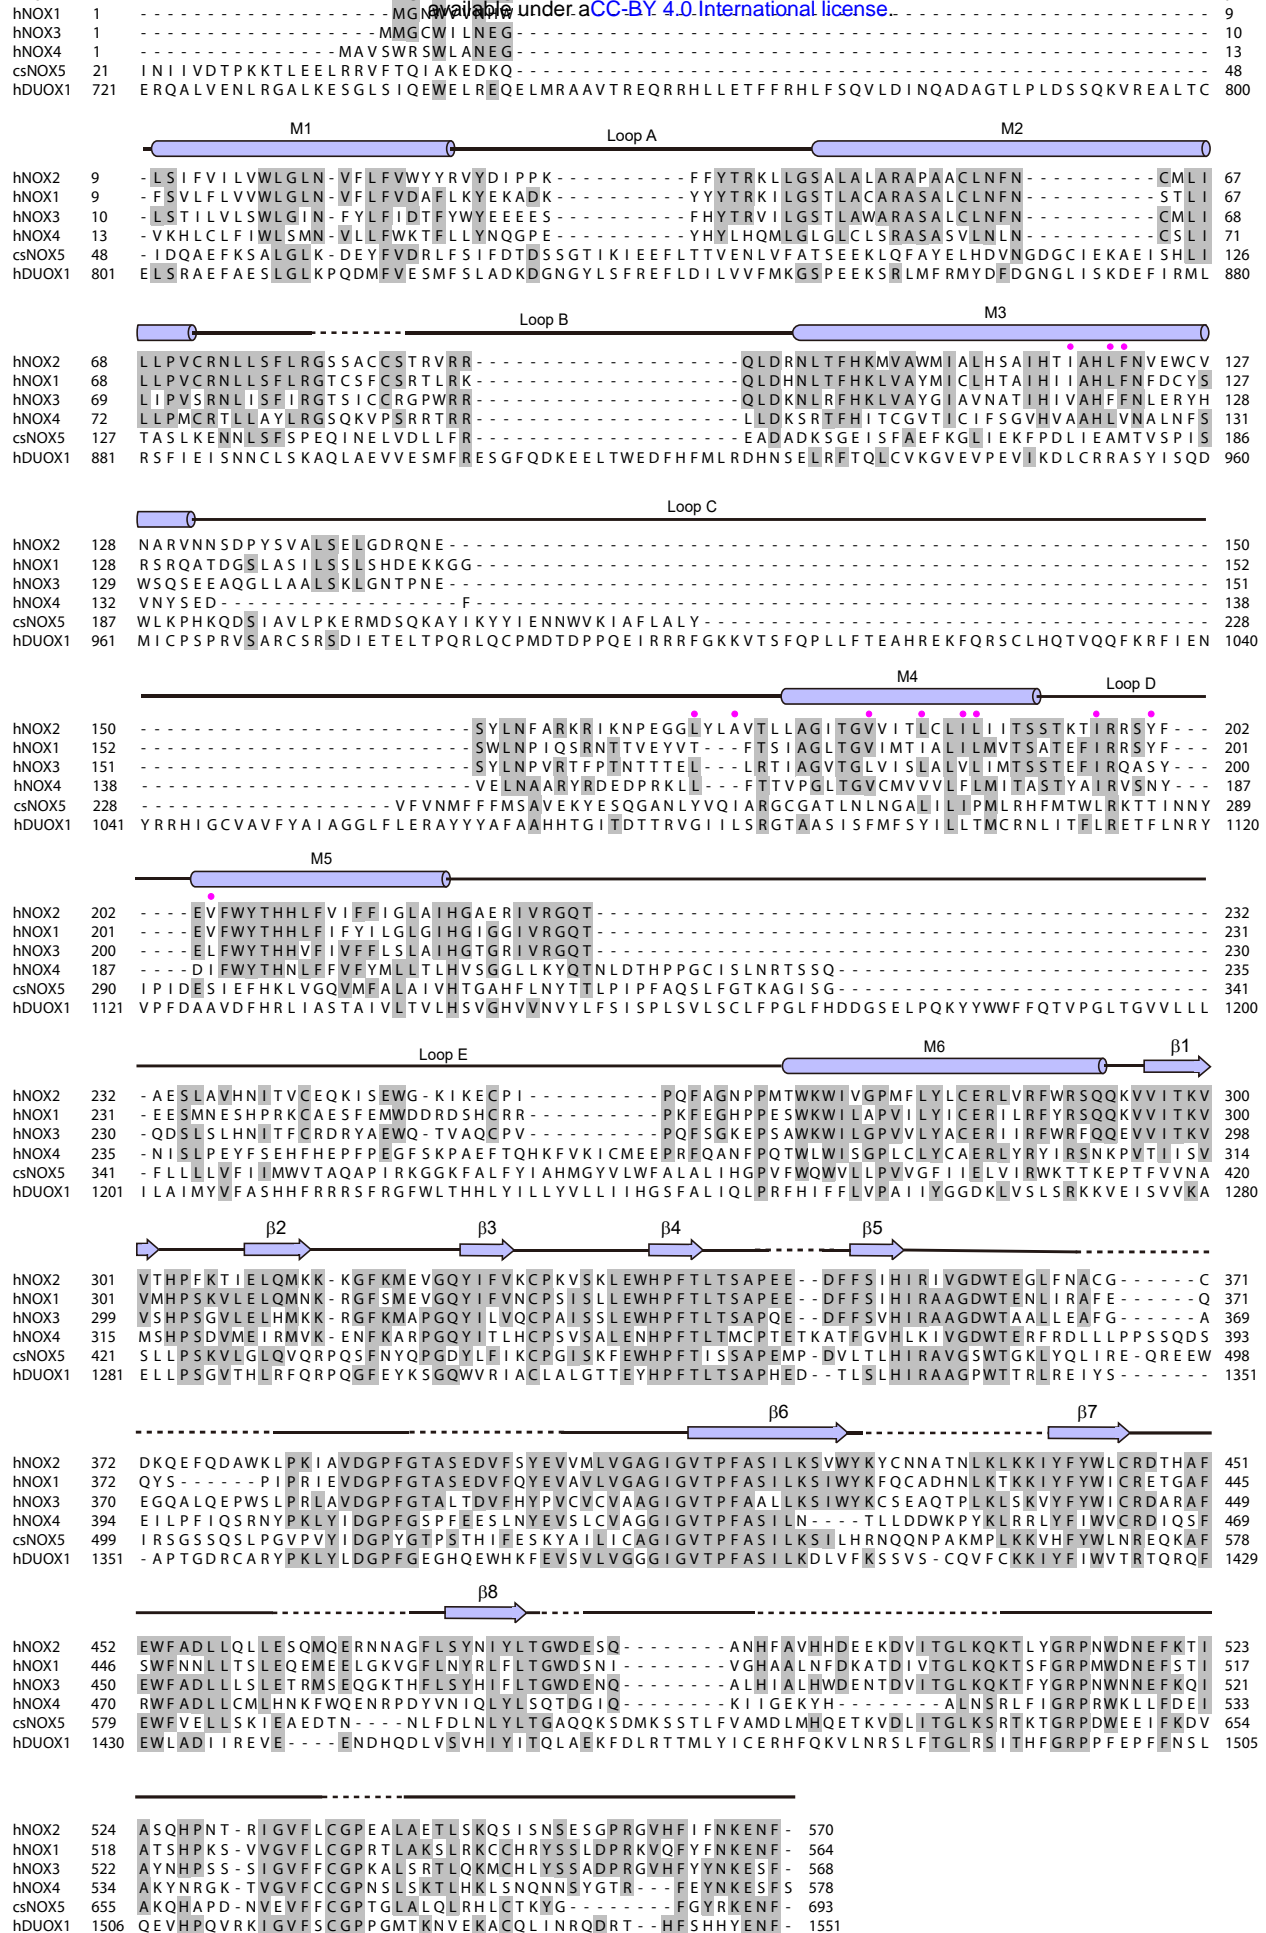 available under aCC-BY 4.0 International license.
hNOX1 1 -------------------MGNWVVNHW---------------------------------------------------- 9
hNOX3 1 ------------------MMGCWILNEG---------------------------------------------------- 10
hNOX4 1 ---------------MAVSWRSWLANEG---------------------------------------------------- 13
csNOX5 21 INIIVDTPKKTLEELRRVFTQIAKEDKQ---------------------------------------------------- 48
hDUOX1 721 ERQALVENLRGALKESGLSIQEWELREQELMRAAVTREQRRHLLETFFRHLFSQVLDINQADAGTLPLDSSQKVREALTC 800
M1 Loop A M2
hNOX2 9 -LSIFVILVWLGLN-VFLFVWYYRVYDIPPK----------FFYTRKLLGSALALARAPAACLNFN----------CMLI 67
hNOX1 9 -FSVLFLVVWLGLN-VFLFVDAFLKYEKADK----------YYYTRKILGSTLACARASALCLNFN----------STLI 67
hNOX3 10 -LSTILVLSWLGIN-FYLFIDTFYWYEEEES----------FHYTRVILGSTLAWARASALCLNFN----------CMLI 68
hNOX4 13 -VKHLCLFIWLSMN-VLLFWKTFLLYNQGPE----------YHYLHQMLGLGLCLSRASASVLNLN----------CSLI 71
csNOX5 48 -IDQAEFKSALGLK-DEYFVDRLFSIFDTDSSGTIKIEEFLTTVENLVFATSEEKLQFAYELHDVNGDGCIEKAEISHLI 126
hDUOX1 801 ELSRAEFAESLGLKPQDMFVESMFSLADKDGNGYLSFREFLDILVVFMKGSPEEKSRLMFRMYDFDGNGLISKDEFIRML 880
Loop B M3
hNOX2 68 LLPVCRNLLSFLRGSSACCSTRVRR--------------------QLDRNLTFHKMVAWMIALHSAIHTIAHLFNVEWCV 127
hNOX1 68 LLPVCRNLLSFLRGTCSFCSRTLRK--------------------QLDHNLTFHKLVAYMICLHTAIHIIAHLFNFDCYS 127
hNOX3 69 LIPVSRNLISFIRGTSICCRGPWRR--------------------QLDKNLRFHKLVAYGIAVNATIHIVAHFFNLERYH 128
hNOX4 72 LLPMCRTLLAYLRGSQKVPSRRTRR--------------------LLDKSRTFHITCGVTICIFSGVHVAAHLVNALNFS 131
csNOX5 127 TASLKENNLSFSPEQINELVDLLFR--------------------EADADKSGEISFAEFKGLIEKFPDLIEAMTVSPIS 186
hDUOX1 881 RSFIEISNNCLSKAQLAEVVESMFRESGFQDKEELTWEDFHFMLRDHNSELRFTQLCVKGVEVPEVIKDLCRRASYISQD 960
Loop C
hNOX2 128 NARVNNSDPYSVALSELGDRQNE--------------------------------------------------------- 150
hNOX1 128 RSRQATDGSLASILSSLSHDEKKGG------------------------------------------------------- 152
hNOX3 129 WSQSEEAQGLLAALSKLGNTPNE--------------------------------------------------------- 151
hNOX4 132 VNYSED------------------F------------------------------------------------------- 138
csNOX5 187 WLKPHKQDSIAVLPKERMDSQKAYIKYYIENNWVKIAFLALY-------------------------------------- 228
hDUOX1 961 MICPSPRVSARCSRSDIETELTPQRLQCPMDTDPPQEIRRRFGKKVTSFQPLLFTEAHREKFQRSCLHQTVQQFKRFIEN 1040
M4 Loop D
hNOX2 150 -------------------------SYLNFARKRIKNPEGGLYLAVTLLAGITGVVITLCLILIITSSTKTIRRSYF--- 202
hNOX1 152 -------------------------SWLNPIQSRNTTVEYVT---FTSIAGLTGVIMTIALILMVTSATEFIRRSYF--- 201
hNOX3 151 -------------------------SYLNPVRTFPTNTTTEL---LRTIAGVTGLVISLALVLIMTSSTEFIRQASY--- 200
hNOX4 138 -------------------------VELNAARYRDEDPRKLL---FTTVPGLTGVCMVVVLFLMITASTYAIRVSNY--- 187
csNOX5 228 -------------------VFVNMFFFMSAVEKYESQGANLYVQIARGCGATLNLNGALILIPMLRHFMTWLRKTTINNY 289
hDUOX1 1041 YRRHIGCVAVFYAIAGGLFLERAYYYAFAAHHTGITDTTRVGIILSRGTAASISFMFSYILLTMCRNLITFLRETFLNRY 1120
M5
hNOX2 202 ----EVFWYTHHLFVIFFIGLAIHGAERIVRGQT---------------------------------------------- 232
hNOX1 201 ----EVFWYTHHLFIFYILGLGIHGIGGIVRGQT---------------------------------------------- 231
hNOX3 200 ----ELFWYTHHVFIVFFLSLAIHGTGRIVRGQT---------------------------------------------- 230
hNOX4 187 ----DIFWYTHNLFFVFYMLLTLHVSGGLLKYQTNLDTHPPGCISLNRTSSQ---------------------------- 235
csNOX5 290 IPIDESIEFHKLVGQVMFALAIVHTGAHFLNYTTLPIPFAQSLFGTKAGISG---------------------------- 341
hDUOX1 1121 VPFDAAVDFHRLIASTAIVLTVLHSVGHVVNVYLFSISPLSVLSCLFPGLFHDDGSELPQKYYWWFFQTVPGLTGVVLLL 1200
Loop E M6 β1
hNOX2 232 -AESLAVHNITVCEQKISEWG-KIKECPI----------PQFAGNPPMTWKWIVGPMFLYLCERLVRFWRSQQKVVITKV 300
hNOX1 231 -EESMNESHPRKCAESFEMWDDRDSHCRR----------PKFEGHPPESWKWILAPVILYICERILRFYRSQQKVVITKV 300
hNOX3 230 -QDSLSLHNITFCRDRYAEWQ-TVAQCPV----------PQFSGKEPSAWKWILGPVVLYACERIIRFWRFQQEVVITKV 298
hNOX4 235 -NISLPEYFSEHFHEPFPEGFSKPAEFTQHKFVKICMEEPRFQANFPQTWLWISGPLCLYCAERLYRYIRSNKPVTIISV 314
csNOX5 341 -FLLLLVFIIMWVTAQAPIRKGGKFALFYIAHMGYVLWFALALIHGPVFWQWVLLPVVGFIIELVIRWKTTKEPTFVVNA 420
hDUOX1 1201 ILAIMYVFASHHFRRRSFRGFWLTHHLYILLYVLLIIHGSFALIQLPRFHIFFLVPAIIYGGDKLVSLSRKKVEISVVKA 1280
β2 β3 β4 β5
hNOX2 301 VTHPFKTIELQMKK-KGFKMEVGQYIFVKCPKVSKLEWHPFTLTSAPEE--DFFSIHIRIVGDWTEGLFNACG------C 371
hNOX1 301 VMHPSKVLELQMNK-RGFSMEVGQYIFVNCPSISLLEWHPFTLTSAPEE--DFFSIHIRAAGDWTENLIRAFE------Q 371
hNOX3 299 VSHPSGVLELHMKK-RGFKMAPGQYILVQCPAISSLEWHPFTLTSAPQE--DFFSVHIRAAGDWTAALLEAFG------A 369
hNOX4 315 MSHPSDVMEIRMVK-ENFKARPGQYITLHCPSVSALENHPFTLTMCPTETKATFGVHLKIVGDWTERFRDLLLPPSSQDS 393
csNOX5 421 SLLPSKVLGLQVQRPQSFNYQPGDYLFIKCPGISKFEWHPFTISSAPEMP-DVLTLHIRAVGSWTGKLYQLIRE-QREEW 498
hDUOX1 1281 ELLPSGVTHLRFQRPQGFEYKSGQWVRIACLALGTTEYHPFTLTSAPHED--TLSLHIRAAGPWTTRLREIYS------- 1351
β6 β7
hNOX2 372 DKQEFQDAWKLPKIAVDGPFGTASEDVFSYEVVMLVGAGIGVTPFASILKSVWYKYCNNATNLKLKKIYFYWLCRDTHAF 451
hNOX1 372 QYS------PIPRIEVDGPFGTASEDVFQYEVAVLVGAGIGVTPFASILKSIWYKFQCADHNLKTKKIYFYWICRETGAF 445
hNOX3 370 EGQALQEPWSLPRLAVDGPFGTALTDVFHYPVCVCVAAGIGVTPFAALLKSIWYKCSEAQTPLKLSKVYFYWICRDARAF 449
hNOX4 394 EILPFIQSRNYPKLYIDGPFGSPFEESLNYEVSLCVAGGIGVTPFASILN----TLLDDWKPYKLRRLYFIWVCRDIQSF 469
csNOX5 499 IRSGSSQSLPGVPVYIDGPYGTPSTHIFESKYAILICAGIGVTPFASILKSILHRNQQNPAKMPLKKVHFYWLNREQKAF 578
hDUOX1 1351 -APTGDRCARYPKLYLDGPFGEGHQEWHKFEVSVLVGGGIGVTPFASILKDLVFKSSVS-CQVFCKKIYFIWVTRTQRQF 1429
β8
hNOX2 452 EWFADLLQLLESQMQERNNAGFLSYNIYLTGWDESQ--------ANHFAVHHDEEKDVITGLKQKTLYGRPNWDNEFKTI 523
hNOX1 446 SWFNNLLTSLEQEMEELGKVGFLNYRLFLTGWDSNI--------VGHAALNFDKATDIVTGLKQKTSFGRPMWDNEFSTI 517
hNOX3 450 EWFADLLLSLETRMSEQGKTHFLSYHIFLTGWDENQ--------ALHIALHWDENTDVITGLKQKTFYGRPNWNNEFKQI 521
hNOX4 470 RWFADLLCMLHNKFWQENRPDYVNIQLYLSQTDGIQ--------KIIGEKYH--------ALNSRLFIGRPRWKLLFDEI 533
csNOX5 579 EWFVELLSKIEAEDTN----NLFDLNLYLTGAQQKSDMKSSTLFVAMDLMHQETKVDLITGLKSRTKTGRPDWEEIFKDV 654
hDUOX1 1430 EWLADIIREVE----ENDHQDLVSVHIYITQLAEKFDLRTTMLYICERHFQKVLNRSLFTGLRSITHFGRPPFEPFFNSL 1505
hNOX2 524 ASQHPNT-RIGVFLCGPEALAETLSKQSISNSESGPRGVHFIFNKENF- 570
hNOX1 518 ATSHPKS-VVGVFLCGPRTLAKSLRKCCHRYSSLDPRKVQFYFNKENF- 564
hNOX3 522 AYNHPSS-SIGVFFCGPKALSRTLQKMCHLYSSADPRGVHFYYNKESF- 568
hNOX4 534 AKYNRGK-TVGVFCCGPNSLSKTLHKLSNQNNSYGTR---FEYNKESFS 578
csNOX5 655 AKQHAPD-NVEVFFCGPTGLALQLRHLCTKYG--------FGYRKENF- 693
hDUOX1 1506 QEVHPQVRKIGVFSCGPPGMTKNVEKACQLINRQDRT--HFSHHYENF- 1551